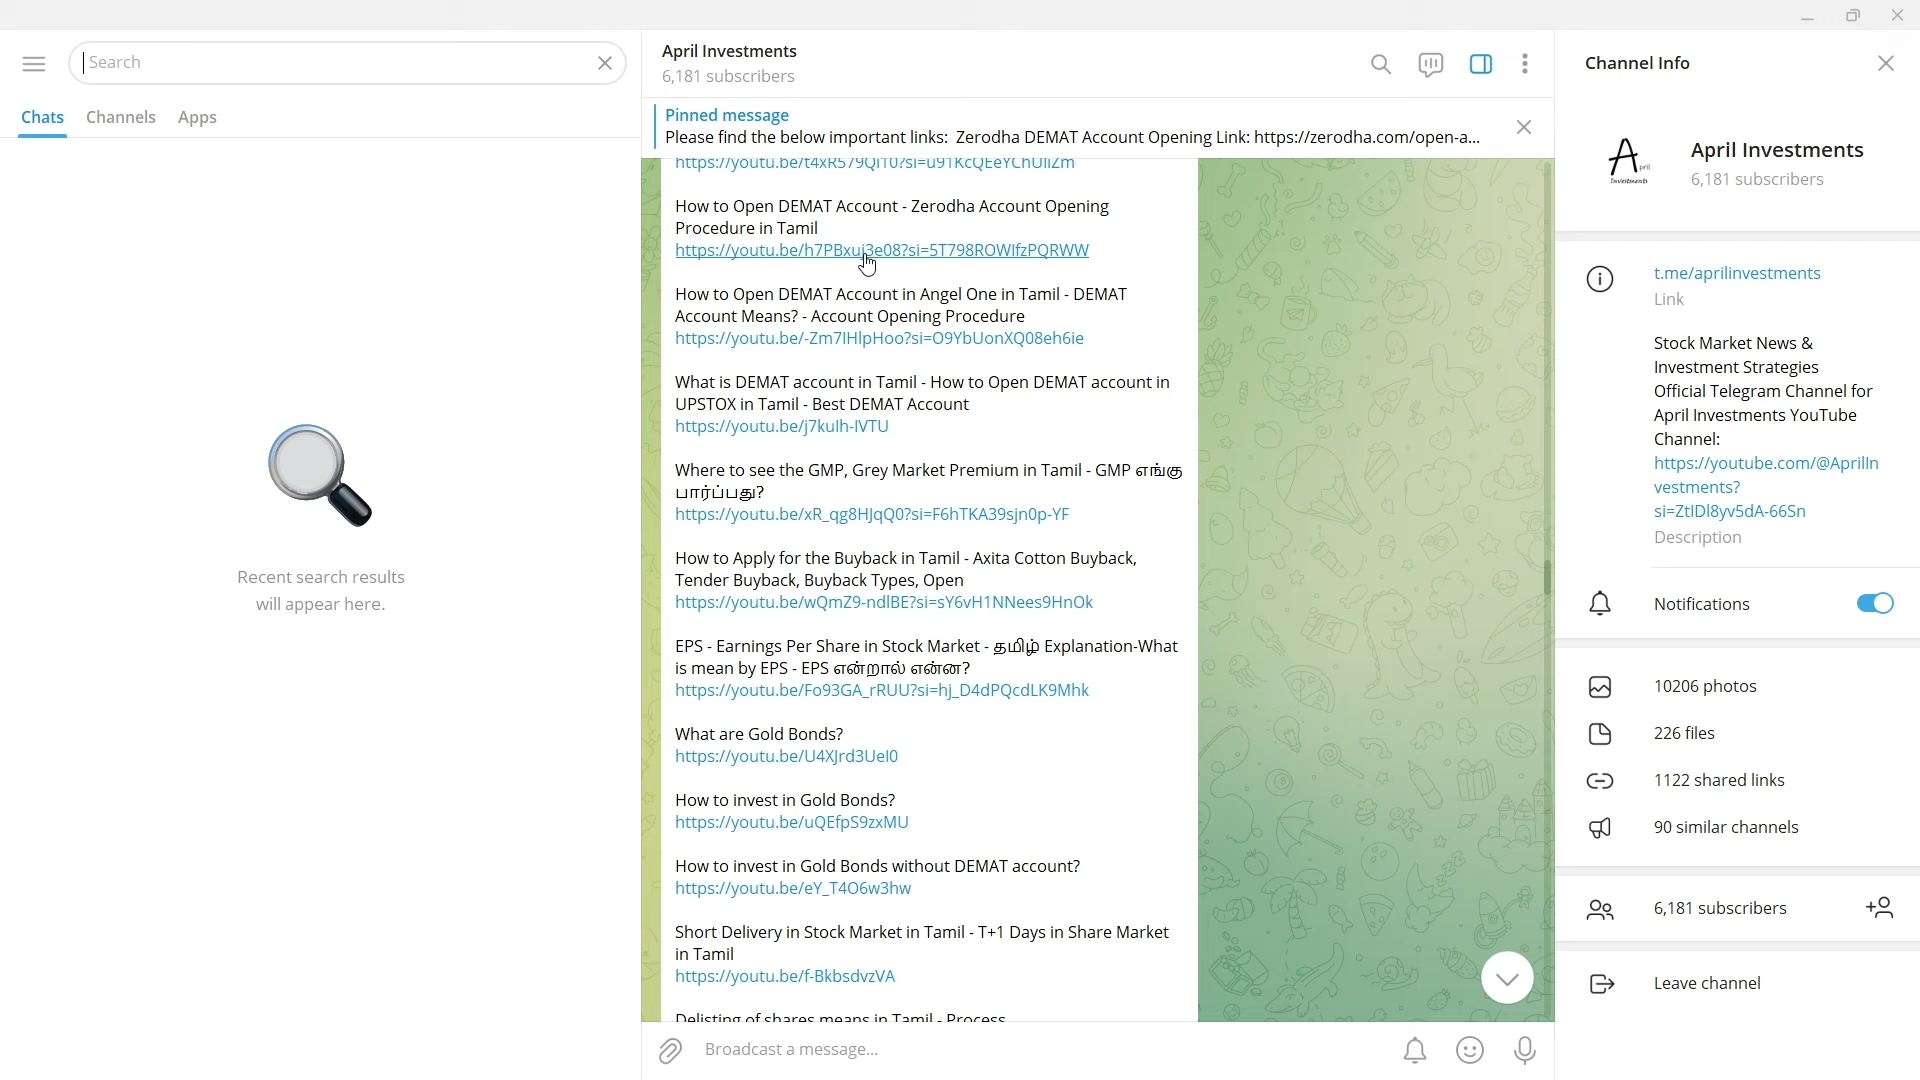 Search
Chats Channels Apps
Recent search results
will appear here.
April Investments
6,181 subscribers
Pinned message
Please find the below important links: Zerodha DEMAT Account Opening Link: https://zerodha.com/open-a...
How to Open DEMAT Account - Zerodha Account Opening
Procedure in Tamil
https://youtu.be/h7PBxuj3e08?si=5T798ROWlfzPQRWW
How to Open DEMAT Account in Angel One in Tamil - DEMAT
Account Means? - Account Opening Procedure
https://youtu.be/-Zm7IHlpHoo?si=O9YbUonXQ08eh6ie
What is DEMAT account in Tamil - How to Open DEMAT account in
UPSTOX in Tamil - Best DEMAT Account
https://youtu.be/j7kulh-IVTU
Where to see the GMP, Grey Market Premium in Tamil - GMP எங்கு
பார்ப்பது?
https://youtu.be/xR_qg8HJqQ0?si=F6hTKA39sjn0p-YF
How to Apply for the Buyback in Tamil - Axita Cotton Buyback,
Tender Buyback, Buyback Types, Open
https://youtu.be/wQmZ9-ndlBE?si=sY6vH1NNees9HnOk
EPS - Earnings Per Share in Stock Market - தமிழ் Explanation-What
is mean by EPS - EPS என்றால் என்ன?
https://youtu.be/Fo93GA_rRUU?si=hj_D4dPQcdLK9Mhk
What are Gold Bonds?
https://youtu.be/U4XJrd3UeI0
How to invest in Gold Bonds?
https://youtu.be/uQEfpS9zxMU
How to invest in Gold Bonds without DEMAT account?
https://youtu.be/eY_T4O6w3hw
Short Delivery in Stock Market in Tamil - T+1 Days in Share Market
in Tamil
https://youtu.be/f-BkbsdvzVA
Delisting of shares means in Tamil - Process
Broadcast a message...
Channel Info
April Investments
April Investments
6,181 subscribers
t.me/aprilinvestments
Link
Stock Market News &
Investment Strategies
Official Telegram Channel for
April Investments YouTube
Channel:
https://youtube.com/@AprilIn
vestments?
si=ZtIDl8yv5dA-66Sn
Description
Notifications
10206 photos
226 files
1122 shared links
90 similar channels
6,181 subscribers
Leave channel